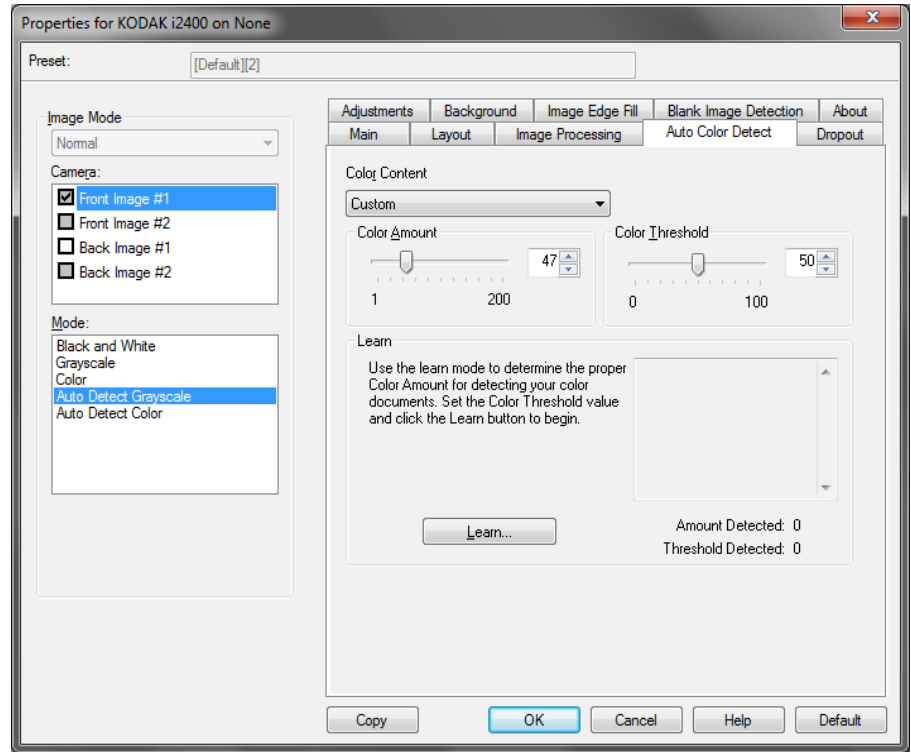 Properties for KODAK i2400 on None
x
Preset:
[Default][2]
Image Mode
Normal
Camera:
Front Image #1
Front Image #2
Back Image #1
Back Image #2
Mode:
Black and White
Grayscale
Color
Auto Detect Grayscale
Auto Detect Color
Adjustments
Background
Image Edge Fill
Blank Image Detection
About
Main
Layout
Image Processing
Auto Color Detect
Dropout
Color Content
Custom
Color Amount
47
1
200
Color Threshold
50
0
100
Learn
Use the learn mode to determine the proper
Color Amount for detecting your color
documents. Set the Color Threshold value
and click the Learn button to begin.
Learn...
Amount Detected: 0
Threshold Detected: 0
Copy
OK
Cancel
Help
Default